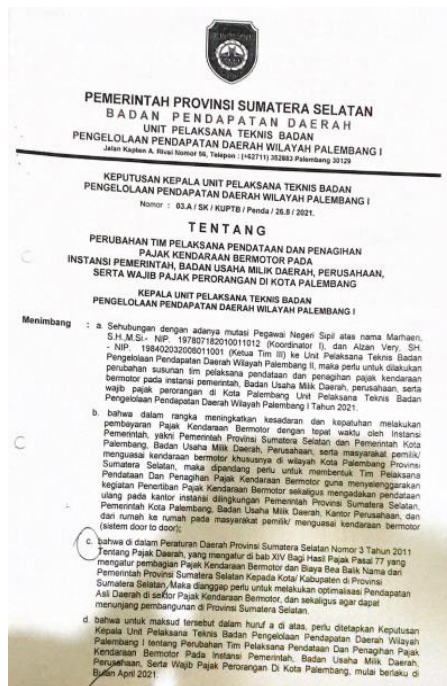 PEMERINTAH PROVINSI SUMATERA SELATAN
BADAN PENDAPATAN DAERAH
UNIT PELAKSANA TEKNIS BADAN
PENGELOLAAN PENDAPATAN DAERAH WILAYAH PALEMBANG I
Jalan Kapten A. Rivai Nomor 56, Telepon : (+62711) 352883 Palembang 30129
KEPUTUSAN KEPALA UNIT PELAKSANA TEKNIS BADAN
PENGELOLAAN PENDAPATAN DAERAH WILAYAH PALEMBANG I
Nomor : 03.A / SK / KUPTB / Penda / 26.8 / 2021.
TENTANG
PERUBAHAN TIM PELAKSANA PENDATAAN DAN PENAGIHAN
PAJAK KENDARAAN BERMOTOR PADA
INSTANSI PEMERINTAH, BADAN USAHA MILIK DAERAH, PERUSAHAAN,
SERTA WAJIB PAJAK PERORANGAN DI KOTA PALEMBANG
KEPALA UNIT PELAKSANA TEKNIS BADAN
PENGELOLAAN PENDAPATAN DAERAH WILAYAH PALEMBANG I
Menimbang : a. Sehubungan dengan adanya mutasi Pegawai Negeri Sipil atas nama Marhaen,
S.H.,M.Si.- NIP. 197807182010011012 (Koordinator I), dan Alzan Very, SH.
- NIP. 198402032008011001 (Ketua Tim III) ke Unit Pelaksana Teknis Badan
Pengelolaan Pendapatan Daerah Wilayah Palembang II, maka perlu untuk dilakukan
perubahan susunan tim pelaksana pendataan dan penagihan pajak kendaraan
bermotor pada instansi pemerintah, Badan Usaha Milik Daerah, perusahaan, serta
wajib pajak perorangan di Kota Palembang Unit Pelaksana Teknis Badan
Pengelolaan Pendapatan Daerah Wilayah Palembang I Tahun 2021.
b. bahwa dalam rangka meningkatkan kesadaran dan kepatuhan melakukan
pembayaran Pajak Kendaraan Bermotor dengan tepat waktu oleh Instansi
Pemerintah, yakni Pemerintah Provinsi Sumatera Selatan dan Pemerintah Kota
Palembang, Badan Usaha Milik Daerah, Perusahaan, serta masyarakat pemilik/
menguasai kendaraan bermotor khususnya di wilayah Kota Palembang Provinsi
Sumatera Selatan, maka dipandang perlu untuk membentuk Tim Pelaksana
Pendataan Dan Penagihan Pajak Kendaraan Bermotor guna menyelenggarakan
kegiatan Penertiban Pajak Kendaraan Bermotor sekaligus mengadakan pendataan
ulang pada kantor instansi dilingkungan Pemerintah Provinsi Sumatera Selatan,
Pemerintah Kota Palembang, Badan Usaha Milik Daerah, Kantor Perusahaan, dan
dari rumah ke rumah pada masyarakat pemilik/ menguasai kendaraan bermotor
(sistem door to door);
c. bahwa di dalam Peraturan Daerah Provinsi Sumatera Selatan Nomor 3 Tahun 2011
Tentang Pajak Daerah, yang mengatur di bab XIV Bagi Hasil Pajak Pasal 77 yang
mengatur pembagian Pajak Kendaraan Bermotor dan Biaya Bea Balik Nama dari
Pemerintah Provinsi Sumatera Selatan Kepada Kota/ Kabupaten di Provinsi
Sumatera Selatan, Maka dianggap perlu untuk melakukan optimalisasi Pendapatan
Asli Daerah di sektor Pajak Kendaraan Bermotor, dan sekaligus agar dapat
menunjang pembangunan di Provinsi Sumatera Selatan.
d. bahwa untuk maksud tersebut dalam huruf a di atas, perlu ditetapkan Keputusan
Kepala Unit Pelaksana Teknis Badan Pengelolaan Pendapatan Daerah Wilayah
Palembang I tentang Perubahan Tim Pelaksana Pendataan Dan Penagihan Pajak
Kendaraan Bermotor Pada Instansi Pemerintah, Badan Usaha Milik Daerah,
Perusahaan, Serta Wajib Pajak Perorangan Di Kota Palembang, mulai berlaku di
Bulan April 2021.